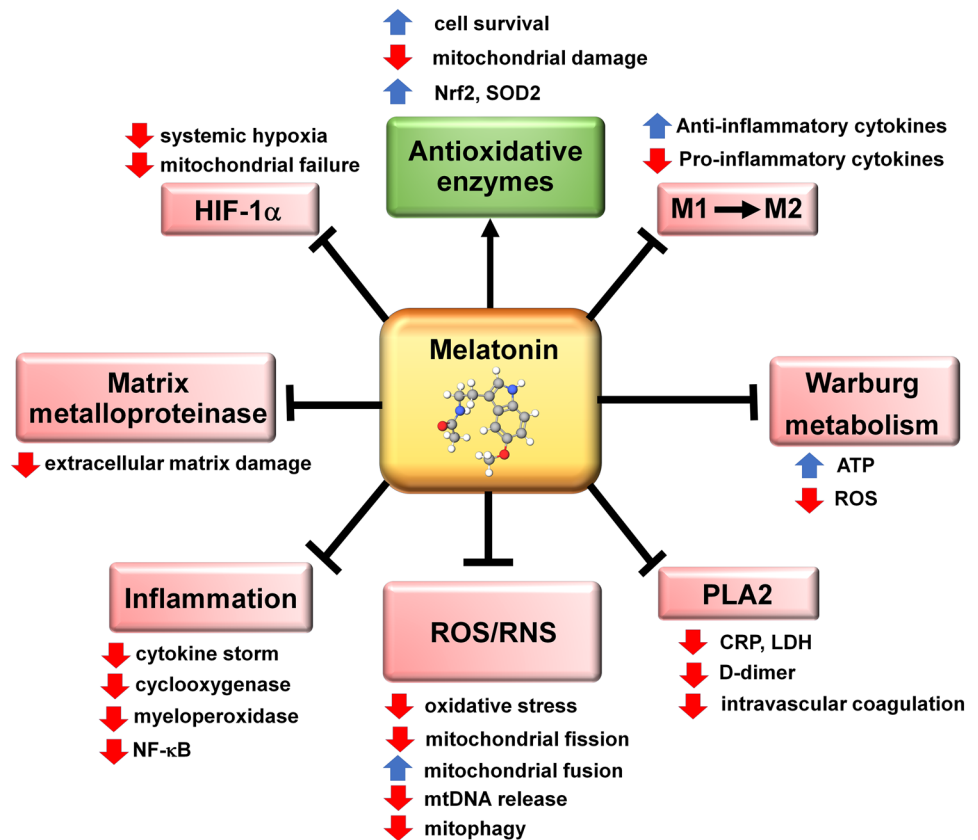 cell survival
mitochondrial damage
Nrf2, SOD2
Antioxidative
enzymes
systemic hypoxia
mitochondrial failure
HIF-1α
Anti-inflammatory cytokines
Pro-inflammatory cytokines
M1 M2
Melatonin
Matrix
metalloproteinase
extracellular matrix damage
Warburg
metabolism
ATP
ROS
Inflammation
cytokine storm
cyclooxygenase
myeloperoxidase
NF-κB
ROS/RNS
oxidative stress
mitochondrial fission
mitochondrial fusion
mtDNA release
mitophagy
PLA2
CRP, LDH
D-dimer
intravascular coagulation